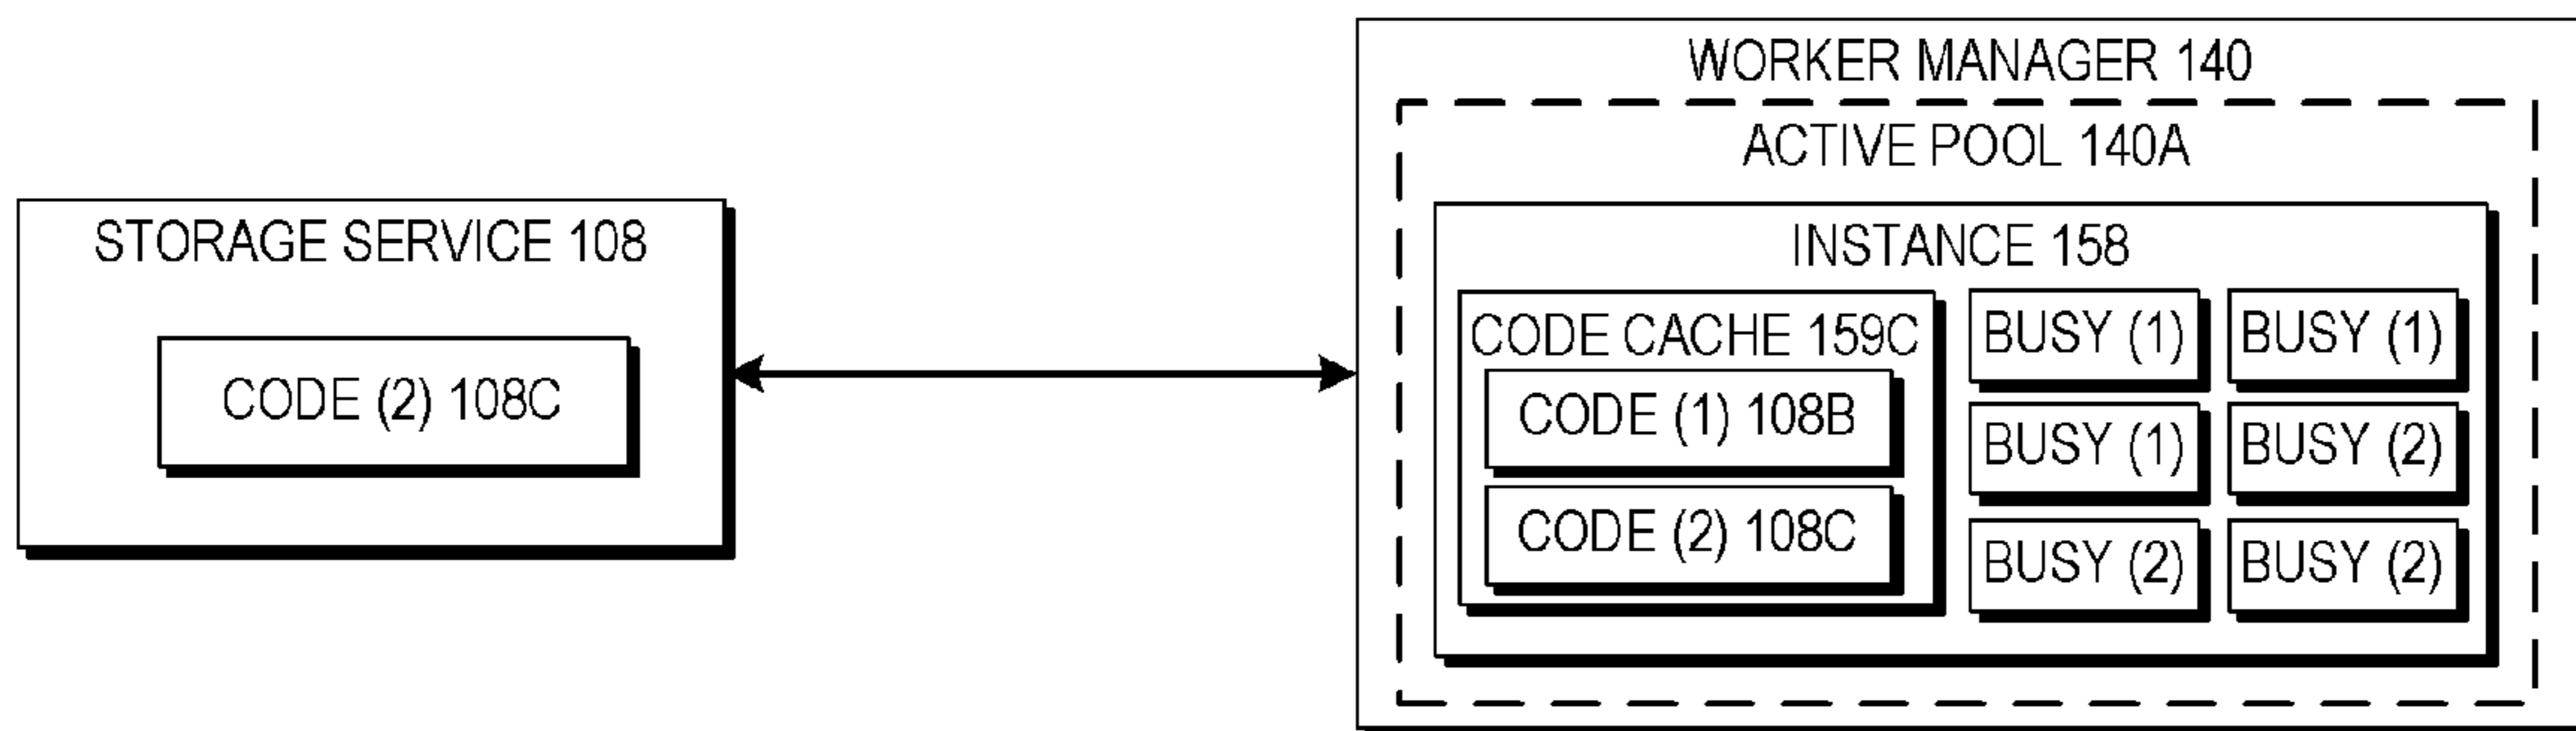 STORAGE SERVICE 108
CODE (2) 108C
WORKER MANAGER 140
ACTIVE POOL 140A
INSTANCE 158
CODE CACHE 159C
CODE (1) 108B
CODE (2) 108C
BUSY (1) BUSY (1)
BUSY (1) BUSY (2)
BUSY (2) BUSY (2)